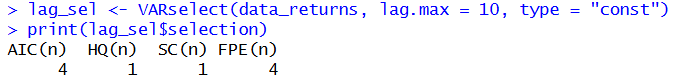 > lag_sel <- VARselect(data_returns, lag.max = 10, type = "const")
> print(lag_sel$selection)
AIC(n)  HQ(n)  SC(n) FPE(n)
     4      1      1      4